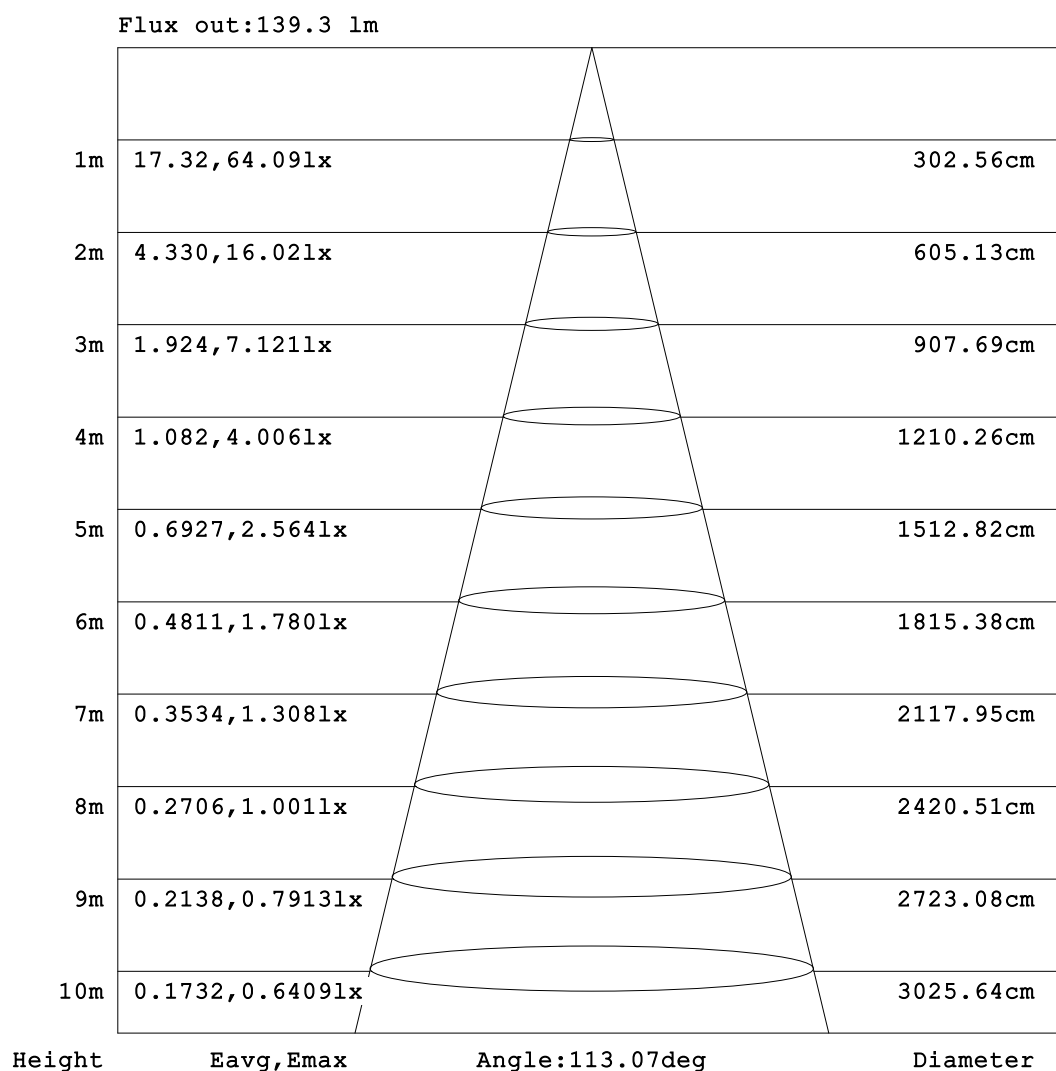 Flux out:139.3 lm
1m 17.32,64.09lx 302.56cm
2m 4.330,16.02lx 605.13cm
3m 1.924,7.121lx 907.69cm
4m 1.082,4.006lx 1210.26cm
5m 0.6927,2.564lx 1512.82cm
6m 0.4811,1.780lx 1815.38cm
7m 0.3534,1.308lx 2117.95cm
8m 0.2706,1.001lx 2420.51cm
9m 0.2138,0.7913lx 2723.08cm
10m 0.1732,0.6409lx 3025.64cm
Height Eavg,Emax Angle:113.07deg Diameter